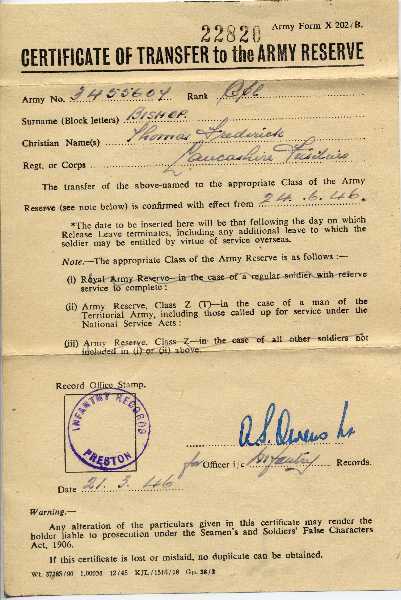 22820 Army Form X 202/B.
CERTIFICATE OF TRANSFER to the ARMY RESERVE
Army No. 3455607 Rank
Surname (Block letters) BISHOP.
Christian Name(s) Thomas Frederick
Regt. or Corps Lancashire Fusiliers
The transfer of the above-named to the appropriate Class of the Army
Reserve (see note below) is confirmed with effect from 24.6.46.
*The date to be inserted here will be that following the day on which
Release Leave terminates, including any additional leave to which the
soldier may be entitled by virtue of service overseas.
Note.—The appropriate Class of the Army Reserve is as follows :—
(i) Royal Army Reserve—in the case of a regular soldier with reserve
service to complete :
(ii) Army Reserve, Class Z (T)—in the case of a man of the
Territorial Army, including those called up for service under the
National Service Acts :
(iii) Army Reserve, Class Z—in the case of all other soldiers not
included in (i) or (ii) above.
Record Office Stamp.
INFANTRY RECORDS
PRESTON
for Officer i/c Infantry Records.
Date 21.3.46
Warning.—
Any alteration of the particulars given in this certificate may render the
holder liable to prosecution under the Seamen's and Soldiers' False Characters
Act, 1906.
If this certificate is lost or mislaid, no duplicate can be obtained.
12/45 Gp. 38/3